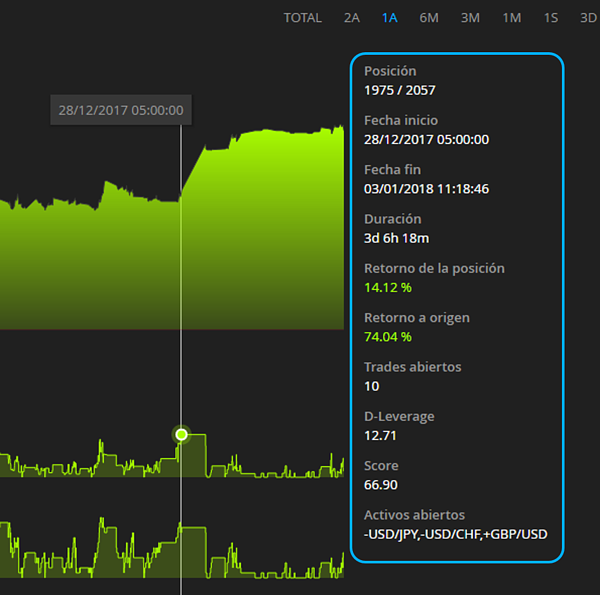 TOTAL 2A 1A 6M 3M 1M 1S 3D
28/12/2017 05:00:00
Posición
1975 / 2057
Fecha inicio
28/12/2017 05:00:00
Fecha fin
03/01/2018 11:18:46
Duración
3d 6h 18m
Retorno de la posición
14.12 %
Retorno a origen
74.04 %
Trades abiertos
10
D-Leverage
12.71
Score
66.90
Activos abiertos
-USD/JPY,-USD/CHF,+GBP/USD